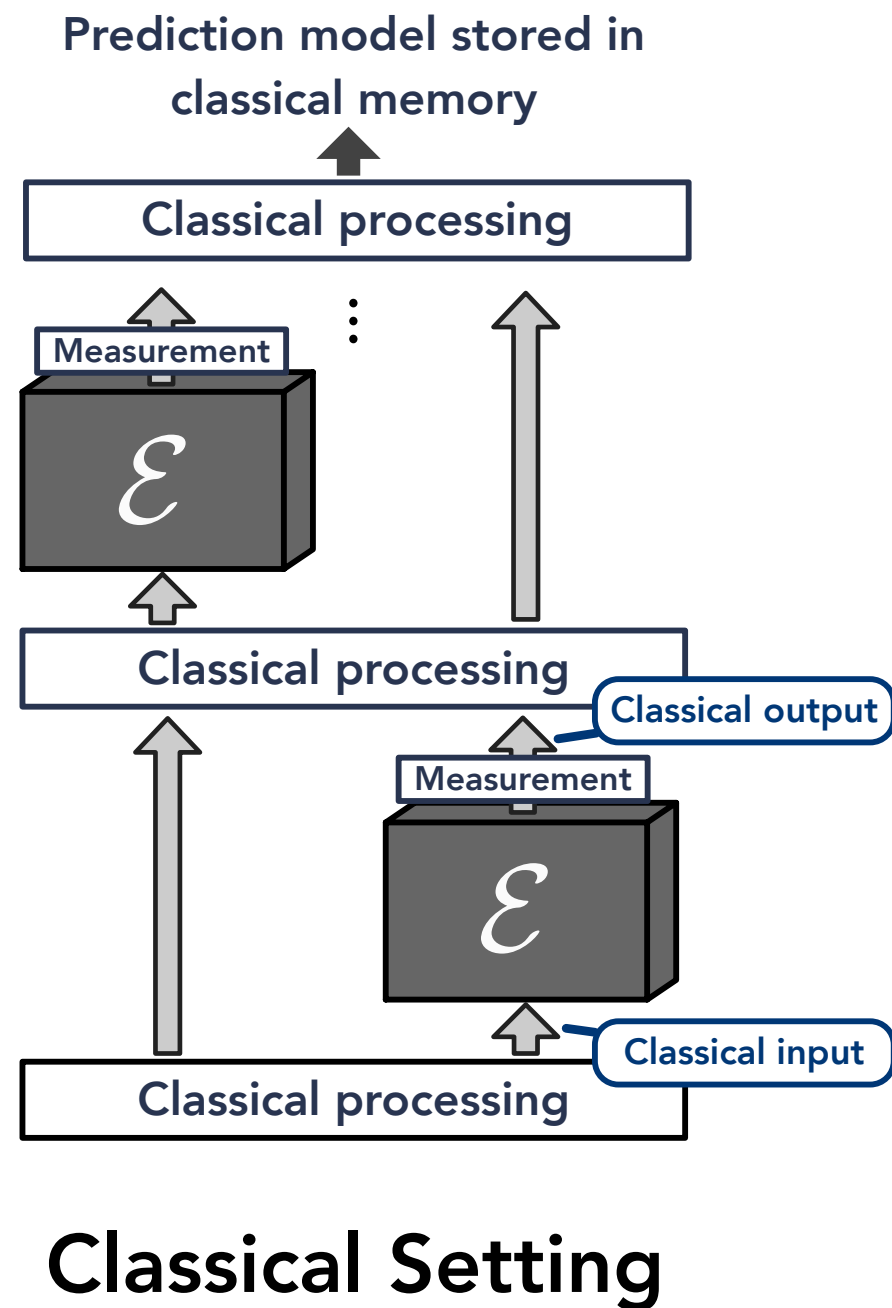 Prediction model stored in
classical memory
Classical processing
⋮
Measurement
ℰ
Classical processing
Classical output
Measurement
ℰ
Classical input
Classical processing
Classical Setting